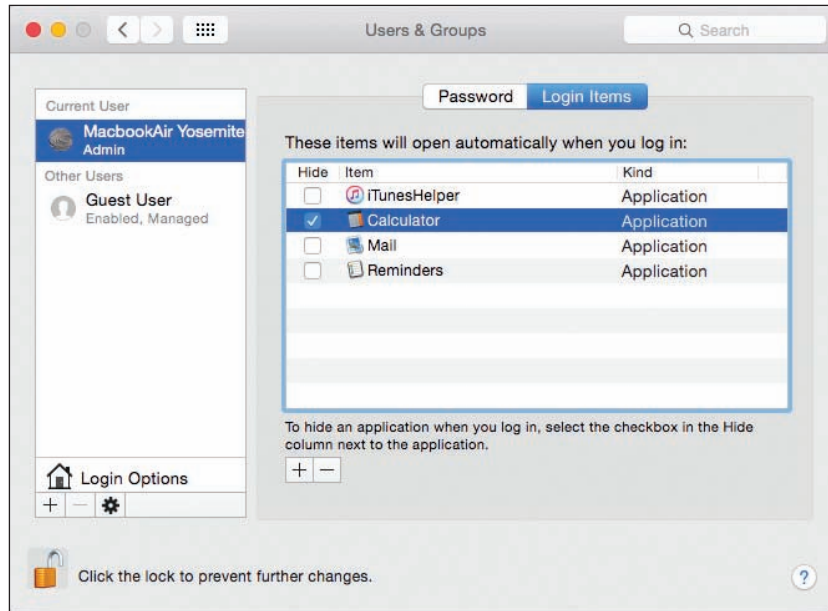 Users & Groups
Search
Current User
MacbookAir Yosemite
Admin
Other Users
Guest User
Enabled, Managed
Login Options
Password
Login Items
These items will open automatically when you log in:
Hide Item Kind
iTunesHelper Application
Calculator Application
Mail Application
Reminders Application
To hide an application when you log in, select the checkbox in the Hide
column next to the application.
Click the lock to prevent further changes.
?